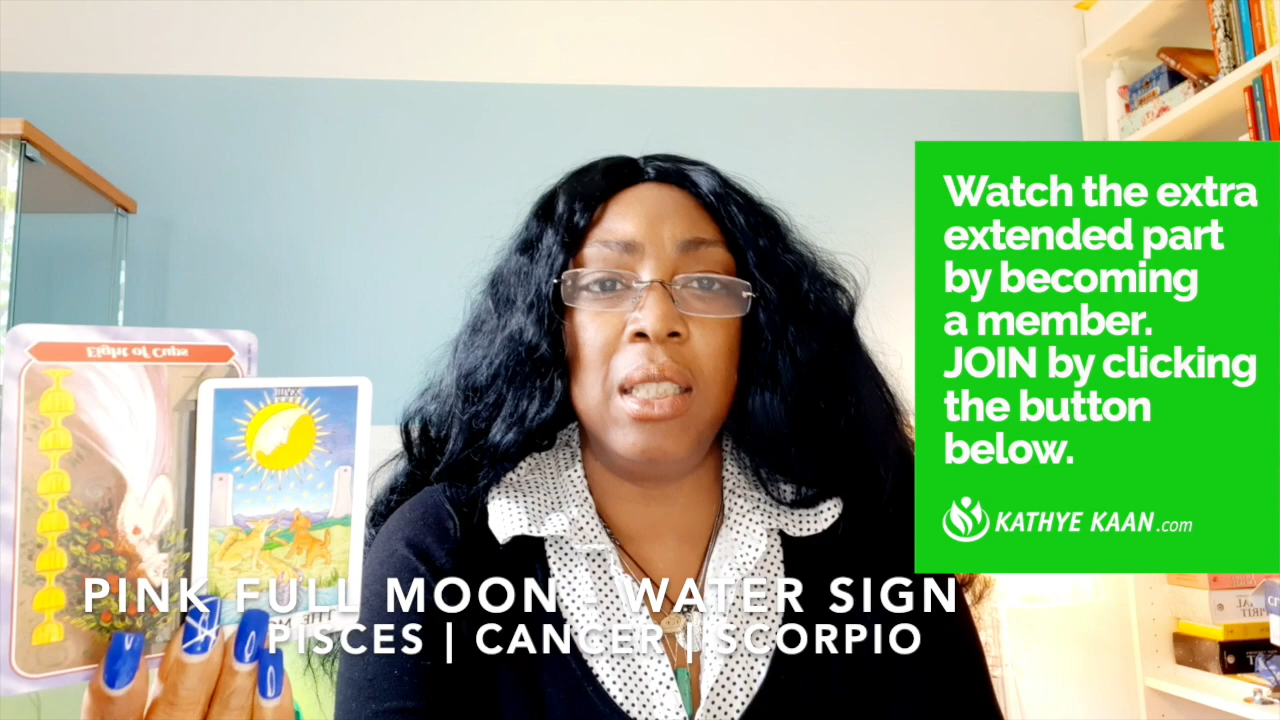 Watch the extra
extended part
by becoming
a member.
JOIN by clicking
the button
below.
KATHYE KAAN.com
Eight of Cups
PINK FULL MOON - WATER SIGN
PISCES | CANCER | SCORPIO